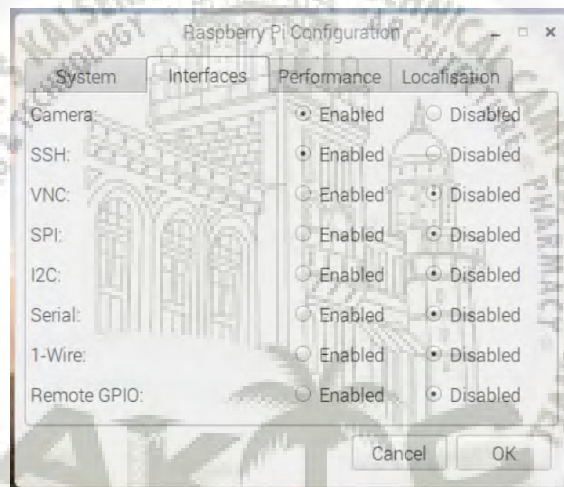 Raspberry Pi Configuration
System Interfaces Performance Localisation
Camera: Enabled Disabled
SSH: Enabled Disabled
VNC: Enabled Disabled
SPI: Enabled Disabled
I2C: Enabled Disabled
Serial: Enabled Disabled
1-Wire: Enabled Disabled
Remote GPIO: Enabled Disabled
Cancel OK
AKTC